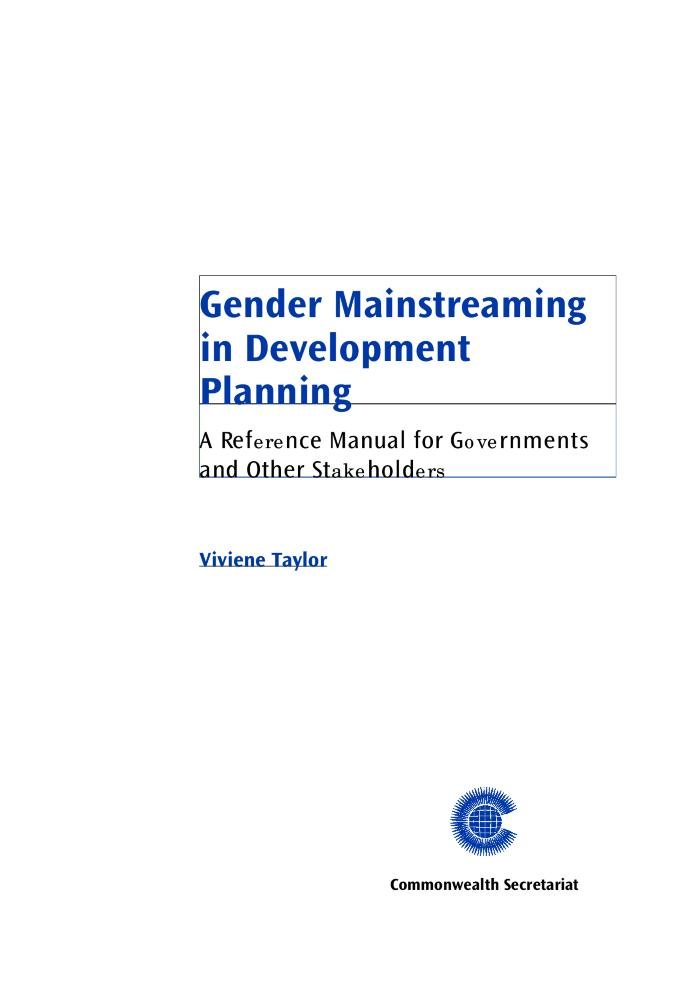 Gender Mainstreaming
in Development
Planning
A Reference Manual for Governments
and Other Stakeholders
Viviene Taylor
Commonwealth Secretariat